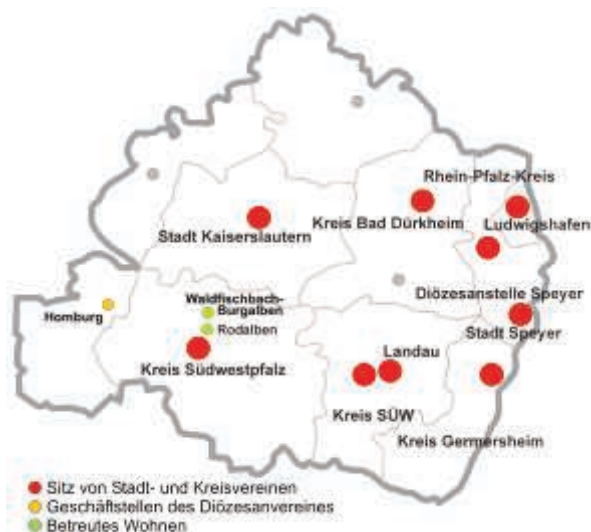 Rhein-Pfalz-Kreis
Kreis Bad Dürkheim
Ludwigshafen
Stadt Kaiserslautern
Diözesanstelle Speyer
Stadt Speyer
Homburg
Waldfischbach-
Burgalben
Rodalben
Kreis Südwestpfalz
Landau
Kreis SÜW
Kreis Germersheim
Sitz von Stadt- und Kreisvereinen
Geschäftstellen des Diözesanvereines
Betreutes Wohnen